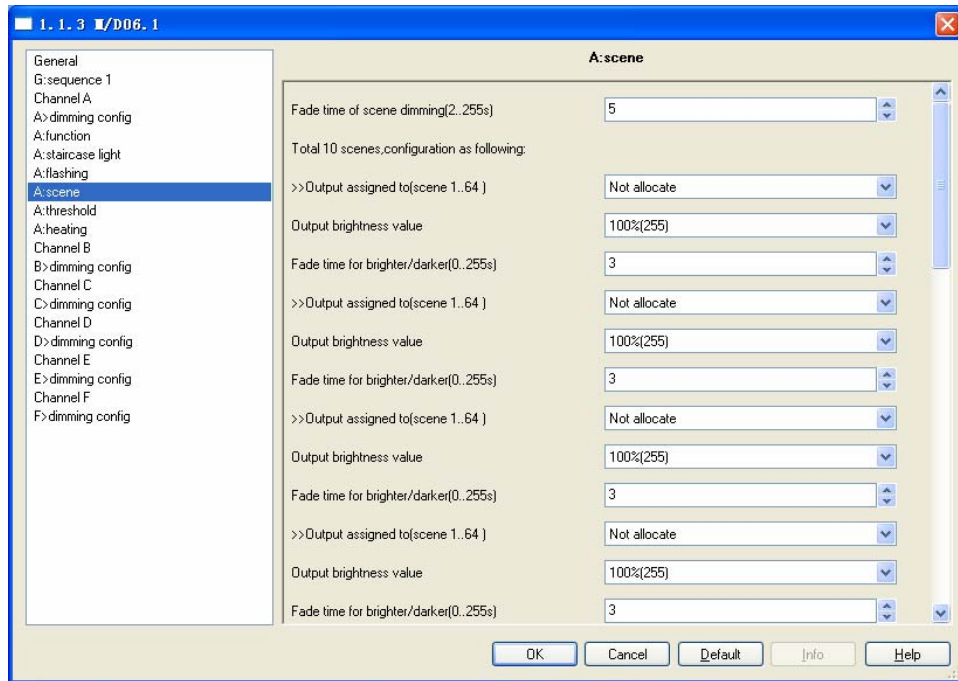 1.1.3 M/D06.1
General
G:sequence 1
Channel A
A>dimming config
A:function
A:staircase light
A:flashing
A:scene
A:threshold
A:heating
Channel B
B>dimming config
Channel C
C>dimming config
Channel D
D>dimming config
Channel E
E>dimming config
Channel F
F>dimming config
A:scene
Fade time of scene dimming(2..255s) 5
Total 10 scenes,configuration as following:
>>Output assigned to(scene 1..64 ) Not allocate
Output brightness value 100%(255)
Fade time for brighter/darker(0..255s) 3
>>Output assigned to(scene 1..64 ) Not allocate
Output brightness value 100%(255)
Fade time for brighter/darker(0..255s) 3
>>Output assigned to(scene 1..64 ) Not allocate
Output brightness value 100%(255)
Fade time for brighter/darker(0..255s) 3
>>Output assigned to(scene 1..64 ) Not allocate
Output brightness value 100%(255)
Fade time for brighter/darker(0..255s) 3
OK Cancel Default Info Help